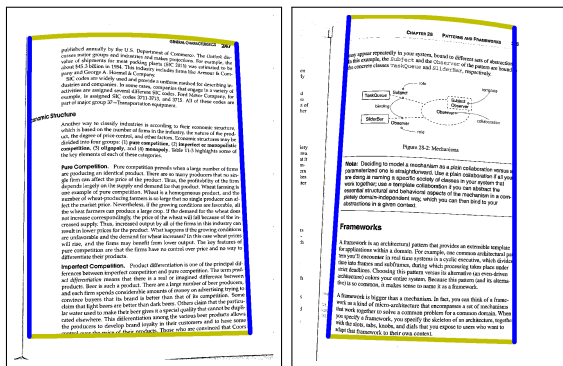 GENERAL CHARACTERISTICS
published annually by the U.S. Department of Commerce. The
census major groups industries and makes projections. For example, the
value of shipments for meat packing plants (SIC 2011) was estimated to be
about $45.3 billion in 1984. This industry includes firms like Armour & Com-
pany and George A. Hormel & Company.
SIC codes are widely used and provide a uniform method for describing in-
dustries and companies. In some cases, companies that engage in a variety of
activities are assigned several different SIC codes. Ford Motor Company, for
example, is assigned SIC codes 3711-3713, and 3715. All of these codes are
part of major group 37—Transportation equipment.
Economic Structure
Another way to classify industries is according to their economic structure,
which is based on the number of firms in the industry, the nature of the prod-
uct, the degree of price control, and other factors. Economic structures may be
divided into four groups: (1) pure competition, (2) imperfect or monopolistic
competition, (3) oligopoly, and (4) monopoly. Table 11-3 highlights some of
the key elements of each of these categories.
Pure Competition. Pure competition prevails when a large number of firms
are producing an identical product. There are so many producers that no sin-
gle firm can affect the price of the product. Thus, the profitability of the firm
depends largely on the supply and demand for that product. Wheat farming is
one example of pure competition. Wheat is a homogeneous product, and the
number of wheat-producing farmers is so large that no single producer can af-
fect the market price. Nevertheless, if the growing conditions are favorable, all
the wheat farmers can produce a large crop. If the demand for the wheat does
not increase correspondingly, the price of the wheat will fall because of the in-
creased supply. Thus, increased output by all of the firms in this industry can
result in lower prices for the product. What happens if the growing conditions
are unfavorable and the demand for wheat increases? In this case wheat prices
will rise, and the firms may benefit from lower output. The key features of
pure competition are that the firms have no control over price and no way to
differentiate their products.
Imperfect Competition. Product differentiation is one of the principal dif-
ferences between imperfect competition and pure competition. The term prod-
uct differentiation means that there is a real or imagined difference between
products. Beer is such a product. There are a large number of beer producers,
and each firm spends considerable amounts of money on advertising, trying to
convince buyers that its brand is better than that of its competition. Some
claim that light beers are better than dark beers. Others claim that the particu-
lar water used to make their beer gives it a special quality that cannot be dupli-
cated elsewhere. This differentiation among the various beer products allows
the producers to develop brand loyalty in their customers and to have some
control over the price of their products. Those who are convinced that Coors
CHAPTER 28 PATTERNS AND FRAMEWORKS
may appear repeatedly in your system, bound to different sets of abstractions
In this example, the Subject and the Observer of the pattern are bound
the concrete classes TaskQueue and SliderBar, respectively.
role
template
TaskQueue
Subject
binding
Subject
Observer
Observer
SliderBar
Observer
collaboration
role
Figure 28-2: Mechanisms
Note: Deciding to model a mechanism as a plain collaboration versus a
parameterized one is straightforward. Use a plain collaboration if all you
are doing is naming a specific society of classes in your system that
work together; use a template collaboration if you can abstract the
essential structural and behavioral aspects of the mechanism in a com-
pletely domain-independent way, which you can then bind to your
abstractions in a given context.
Frameworks
A framework is an architectural pattern that provides an extensible template
for applications within a domain. For example, one common architectural pat
tern you'll encounter in real time systems is a cyclic executive, which divides
time into frames and subframes, during which processing takes place under
strict deadlines. Choosing this pattern versus its alternative (an event-driven
architecture) colors your entire system. Because this pattern (and its alterna-
tive) is so common, it makes sense to name it as a framework.
A framework is bigger than a mechanism. In fact, you can think of a frame-
work as a kind of micro-architecture that encompasses a set of mechanisms
that work together to solve a common problem for a common domain. When
you specify a framework, you specify the skeleton of an architecture, together
with the slots, tabs, knobs, and dials that you expose to users who want to
adapt that framework to their own context.